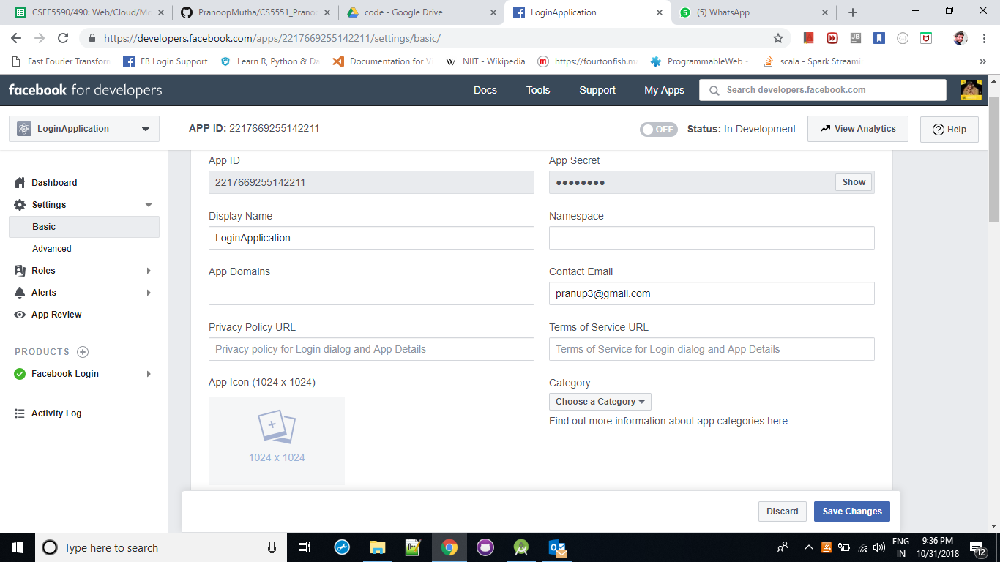 CSEE5590/490: Web/Cloud/Mo
PranoopMutha/CS5551_Prano
code - Google Drive
LoginApplication
5
(5) WhatsApp
https://developers.facebook.com/apps/2217669255142211/settings/basic/
Fast Fourier Transform
FB Login Support
Learn R, Python & Da
Documentation for V
W
NIIT - Wikipedia
m
https://fourtonfish.m
ProgrammableWeb -
scala - Spark Streami
»
facebook for developers
Docs
Tools
Support
My Apps
Search developers.facebook.com
LoginApplication
APP ID: 2217669255142211
OFF
Status: In Development
View Analytics
? Help
App ID
App Secret
2217669255142211
●●●●●●●●
Show
Dashboard
Settings
Basic
Advanced
Roles
Alerts
App Review
PRODUCTS
Facebook Login
Activity Log
Display Name
Namespace
LoginApplication
App Domains
Contact Email
pranup3@gmail.com
Privacy Policy URL
Terms of Service URL
Privacy policy for Login dialog and App Details
Terms of Service for Login dialog and App Details
App Icon (1024 x 1024)
Category
Choose a Category
Find out more information about app categories here
1024 x 1024
Discard
Save Changes
Type here to search
ENG
IN
9:36 PM
10/31/2018
12